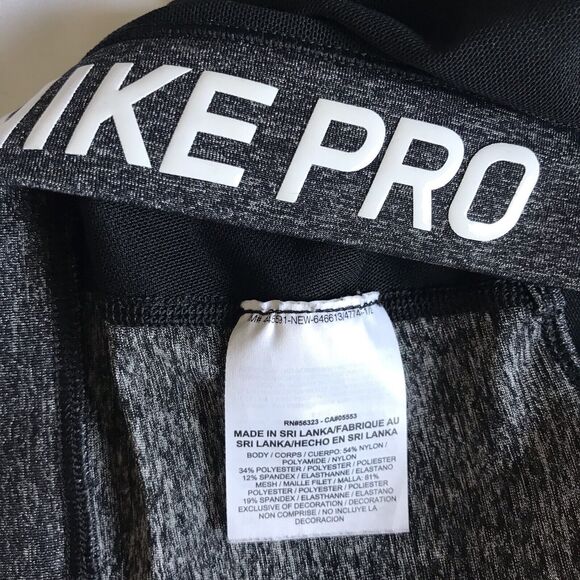 NIKE PRO
RN#56323 - CA#05553
MADE IN SRI LANKA/FABRIQUE AU
SRI LANKA/HECHO EN SRI LANKA
BODY / CORPS / CUERPO: 54% NYLON /
POLYAMIDE / NYLON
34% POLYESTER / POLYESTER / POLIESTER
12% SPANDEX / ELASTHANNE / ELASTANO
MESH / MAILLE FILET / MALLA: 81%
POLYESTER / POLYESTER / POLIESTER
19% SPANDEX / ELASTHANNE / ELASTANO
EXCLUSIVE OF DECORATION / DECORATION
NON COMPRISE / NO INCLUYE LA
DECORACION